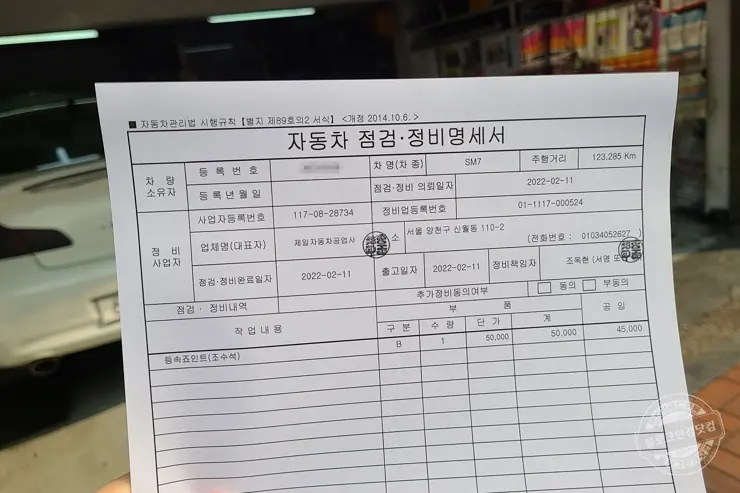 ■ 자동차관리법 시행규칙【별지 제89호의2 서식】 <개정 2014.10.6.>
자동차 점검·정비명세서
차 량 소유자
등 록 번 호
차 명(차 종)
SM7
주행거리
123,285 Km
등 록 년 월 일
점검·정비 의뢰일자
2022-02-11
정 비 사업자
사업자등록번호
117-08-28734
정비업등록번호
01-1117-000524
업체명(대표자)
제일자동차공업사
소
서울 양천구 신월동 110-2
(전화번호 : 01034052627 )
점검·정비완료일자
2022-02-11
출고일자
2022-02-11
정비책임자
조옥현 (서명 또
점검 · 정비내역
추가정비동의여부
동의
부동의
작 업 내 용
부 품
공 임
구 분
수 량
단 가
계
등속죠인트(조수석)
B
1
50,000
50,000
45,000